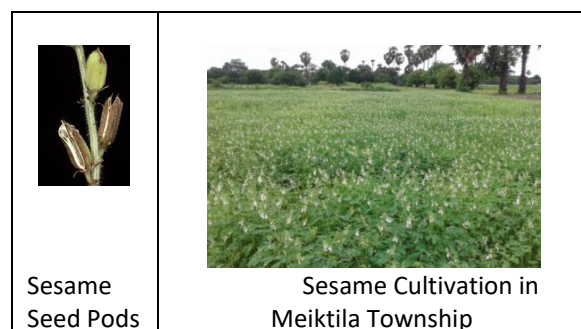 Sesame
Seed Pods
Sesame Cultivation in
Meiktila Township